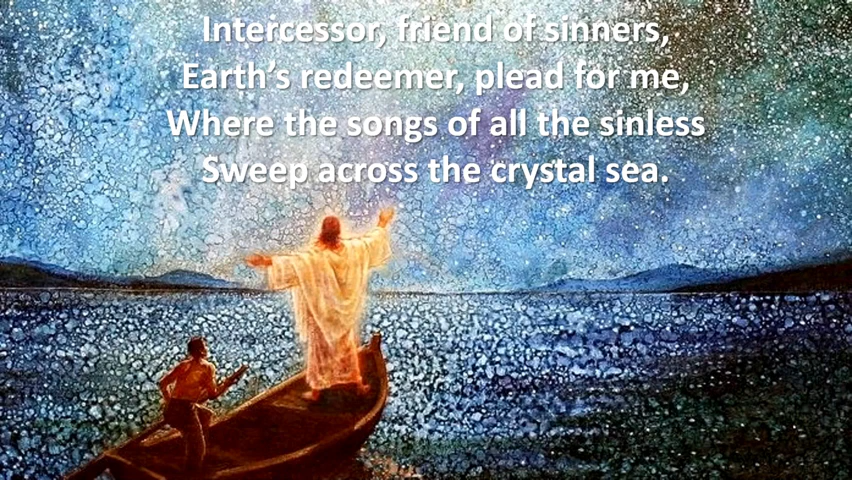 Intercessor, friend of sinners,
Earth’s redeemer, plead for me,
Where the songs of all the sinless
Sweep across the crystal sea.